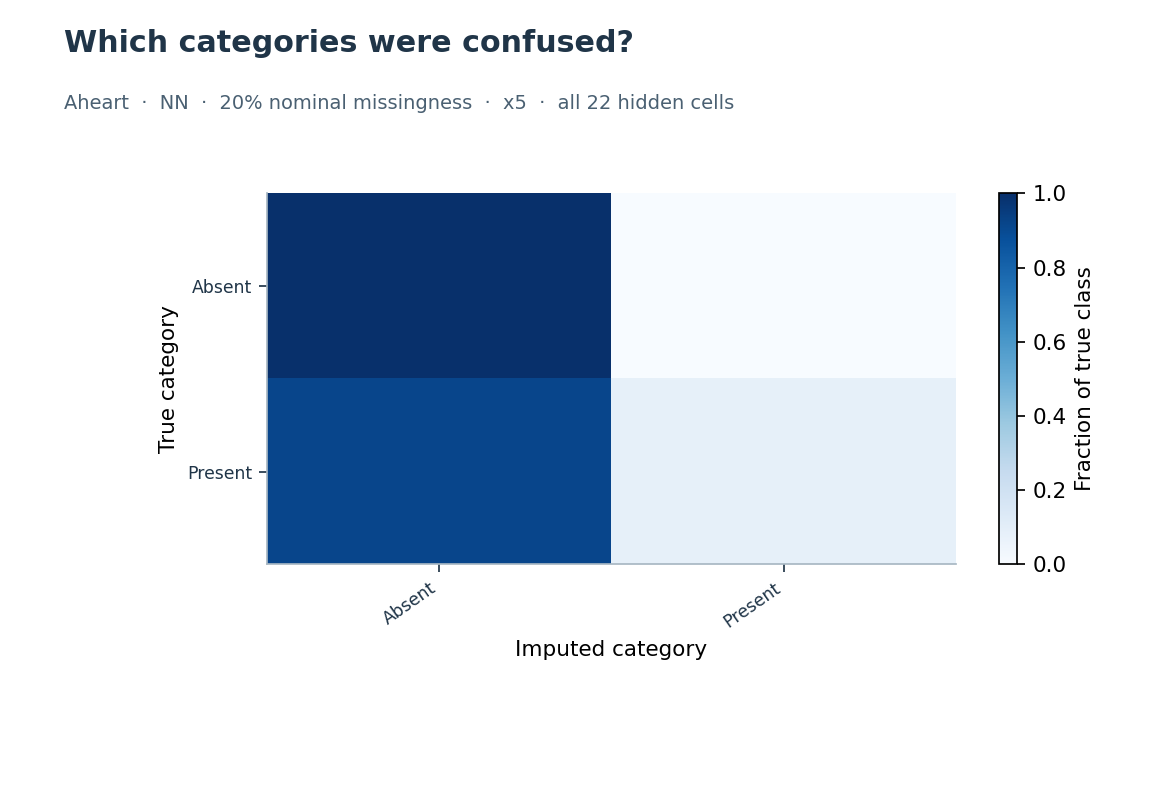 Which categories were confused?
Aheart · NN · 20% nominal missingness · x5 · all 22 hidden cells
True category
Absent
Present
Absent
Present
Imputed category
1.0
0.8
0.6
0.4
0.2
0.0
Fraction of true class